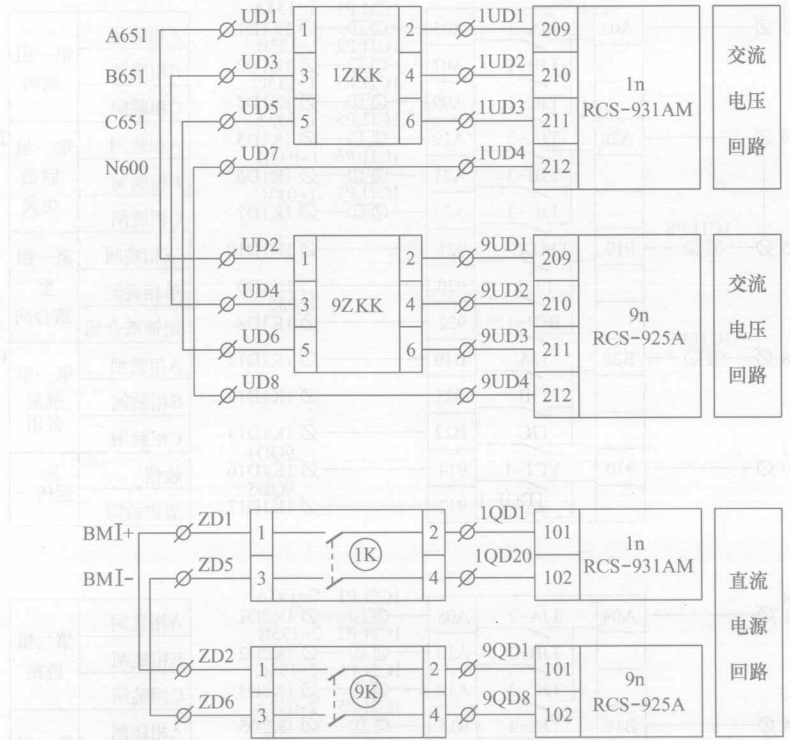 UD1 1UD1
A651 1 2 209
UD3 1UD2 交流
B651 3 1ZKK 4 210 1n
UD5 1UD3 RCS-931AM 电压
C651 5 6 211
UD7 1UD4 回路
N600 212
UD2 9UD1
1 2 209
UD4 9UD2 交流
3 9ZKK 4 210 9n
UD6 9UD3 RCS-925A 电压
5 6 211
UD8 9UD4 回路
212
ZD1 1QD1
BMⅠ+ 1 2 101 1n
ZD5 1K 1QD20 RCS-931AM 直流
BMⅠ- 3 4 102
电源
ZD2 9QD1
1 2 101 9n 回路
ZD6 9K 9QD8 RCS-925A
3 4 102